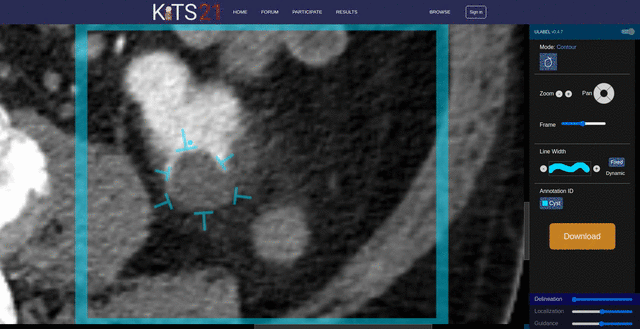 KiTS21
HOME FORUM PARTICIPATE RESULTS BROWSE Sign in
ULABEL v0.4.7
Mode: Contour
Zoom - + Pan
Frame
Line Width
- + Fixed
Dynamic
Annotation ID
Cyst
Download
Delineation
Localization
Guidance